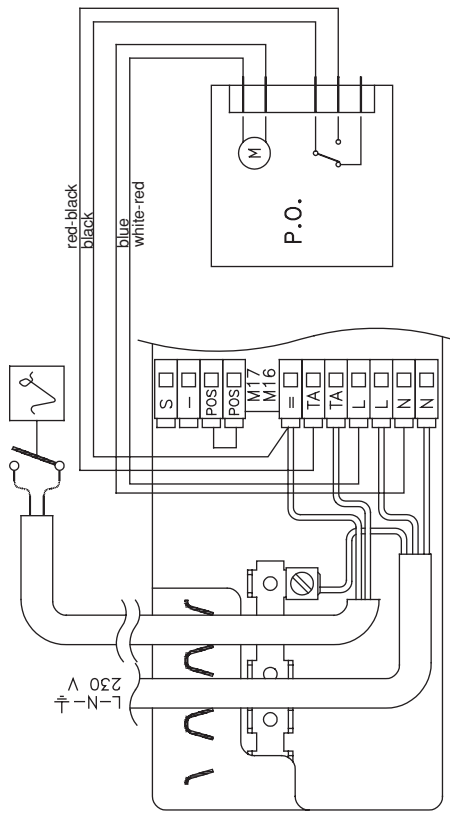 red-black
black
blue
white-red
M
P.O.
S
–
POS
POS
M17
M16
=
TA
TA
L
L
N
N
L–N–⏚
230 V